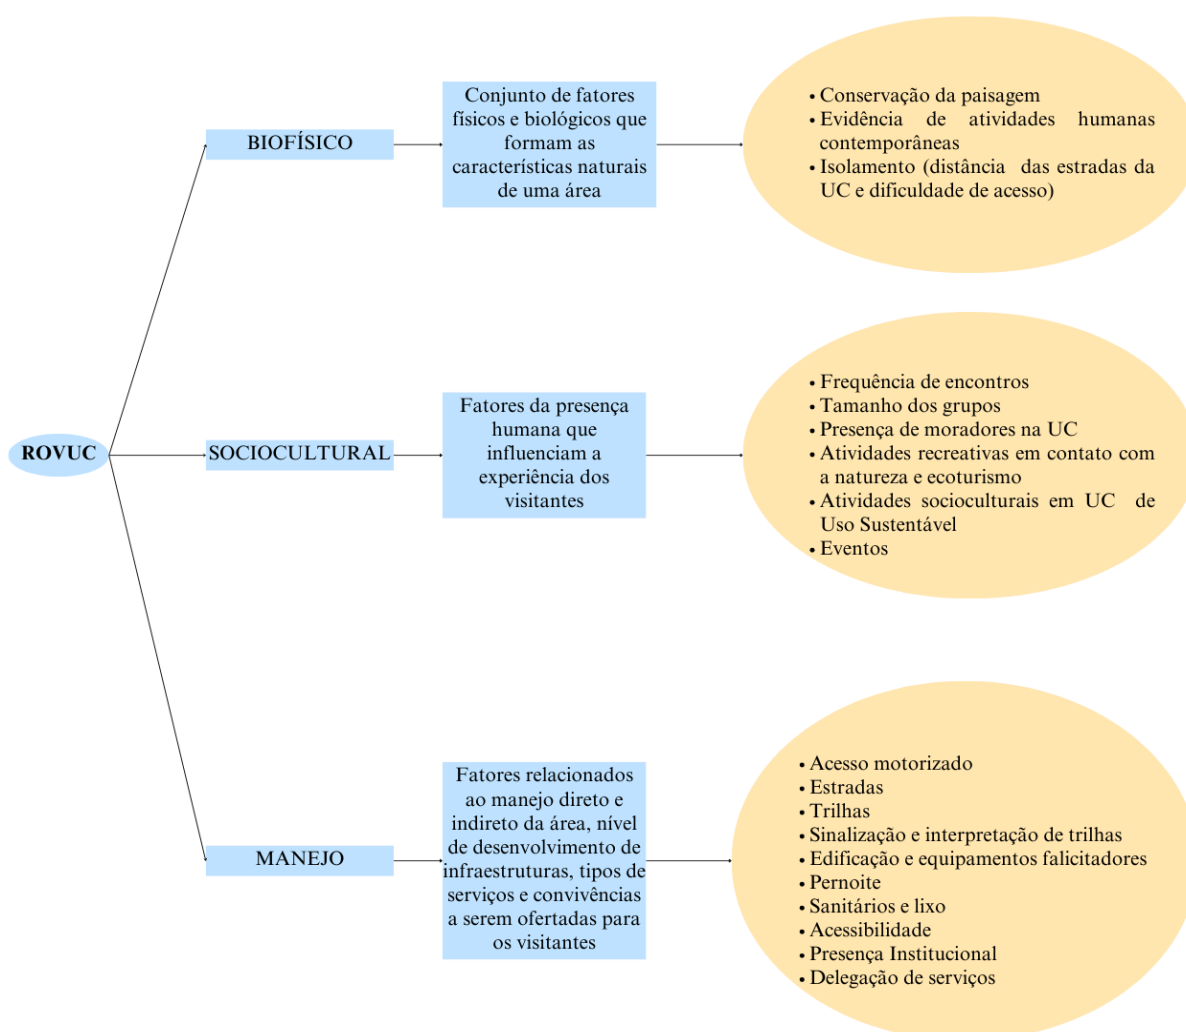 ROVUC
BIOFÍSICO
Conjunto de fatores
físicos e biológicos que
formam as
características naturais
de uma área
• Conservação da paisagem
• Evidência de atividades humanas
contemporâneas
• Isolamento (distância das estradas da
UC e dificuldade de acesso)
SOCIOCULTURAL
Fatores da presença
humana que
influenciam a
experiência dos
visitantes
• Frequência de encontros
• Tamanho dos grupos
• Presença de moradores na UC
• Atividades recreativas em contato com
a natureza e ecoturismo
• Atividades socioculturais em UC de
Uso Sustentável
• Eventos
MANEJO
Fatores relacionados
ao manejo direto e
indireto da área, nível
de desenvolvimento de
infraestruturas, tipos de
serviços e convivências
a serem ofertadas para
os visitantes
• Acesso motorizado
• Estradas
• Trilhas
• Sinalização e interpretação de trilhas
• Edificação e equipamentos falicitadores
• Pernoite
• Sanitários e lixo
• Acessibilidade
• Presença Institucional
• Delegação de serviços